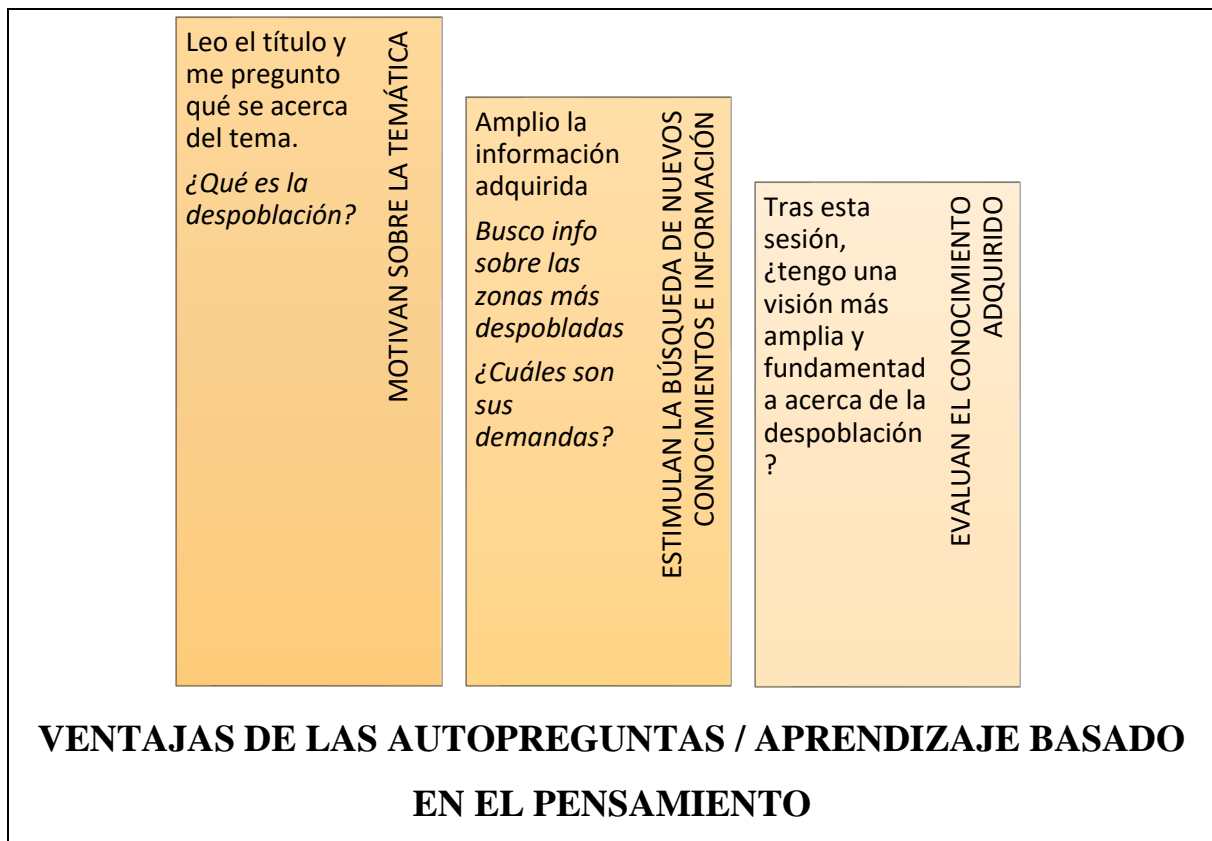 Leo el título y
me pregunto
qué se acerca
del tema.
¿Qué es la
despoblación?
MOTIVAN SOBRE LA TEMÁTICA
Amplio la
información
adquirida
Busco info
sobre las
zonas más
despobladas
¿Cuáles son
sus
demandas?
ESTIMULAN LA BÚSQUEDA DE NUEVOS
CONOCIMIENTOS E INFORMACIÓN
Tras esta
sesión,
¿tengo una
visión más
amplia y
fundamentad
a acerca de la
despoblación
?
EVALUAN EL CONOCIMIENTO
ADQUIRIDO
VENTAJAS DE LAS AUTOPREGUNTAS / APRENDIZAJE BASADO
EN EL PENSAMIENTO